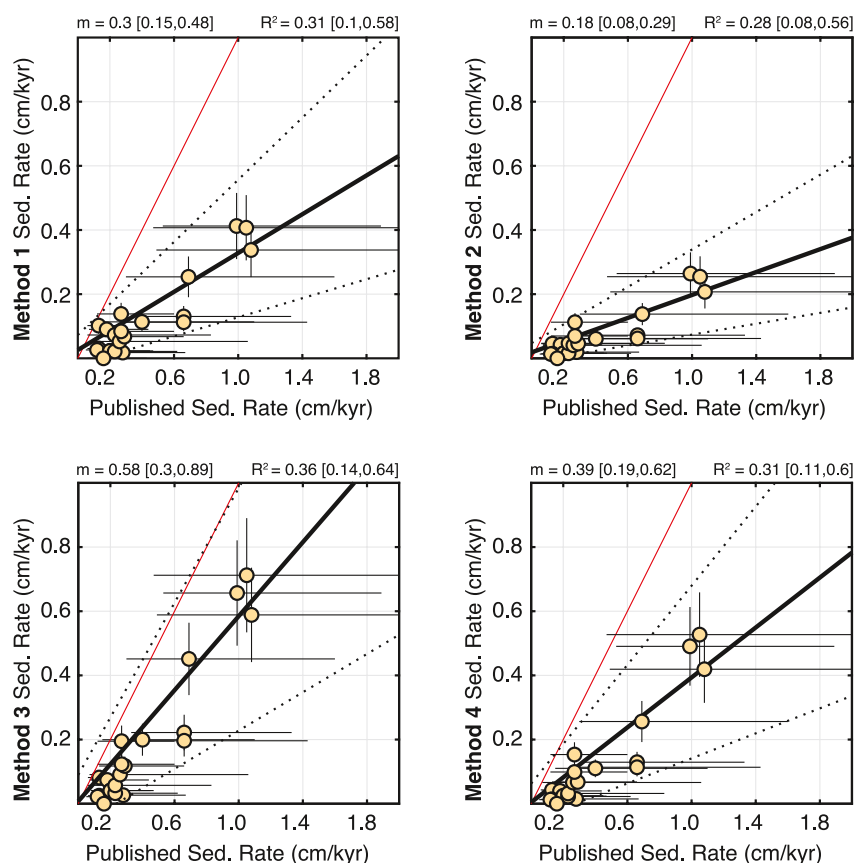 m = 0.3 [0.15,0.48] R² = 0.31 [0.1,0.58]
Method 1 Sed. Rate (cm/kyr)
0.8
0.6
0.4
0.2
0.2 0.6 1.0 1.4 1.8
Published Sed. Rate (cm/kyr)
m = 0.18 [0.08,0.29] R² = 0.28 [0.08,0.56]
Method 2 Sed. Rate (cm/kyr)
0.8
0.6
0.4
0.2
0.2 0.6 1.0 1.4 1.8
Published Sed. Rate (cm/kyr)
m = 0.58 [0.3,0.89] R² = 0.36 [0.14,0.64]
Method 3 Sed. Rate (cm/kyr)
0.8
0.6
0.4
0.2
0.2 0.6 1.0 1.4 1.8
Published Sed. Rate (cm/kyr)
m = 0.39 [0.19,0.62] R² = 0.31 [0.11,0.6]
Method 4 Sed. Rate (cm/kyr)
0.8
0.6
0.4
0.2
0.2 0.6 1.0 1.4 1.8
Published Sed. Rate (cm/kyr)